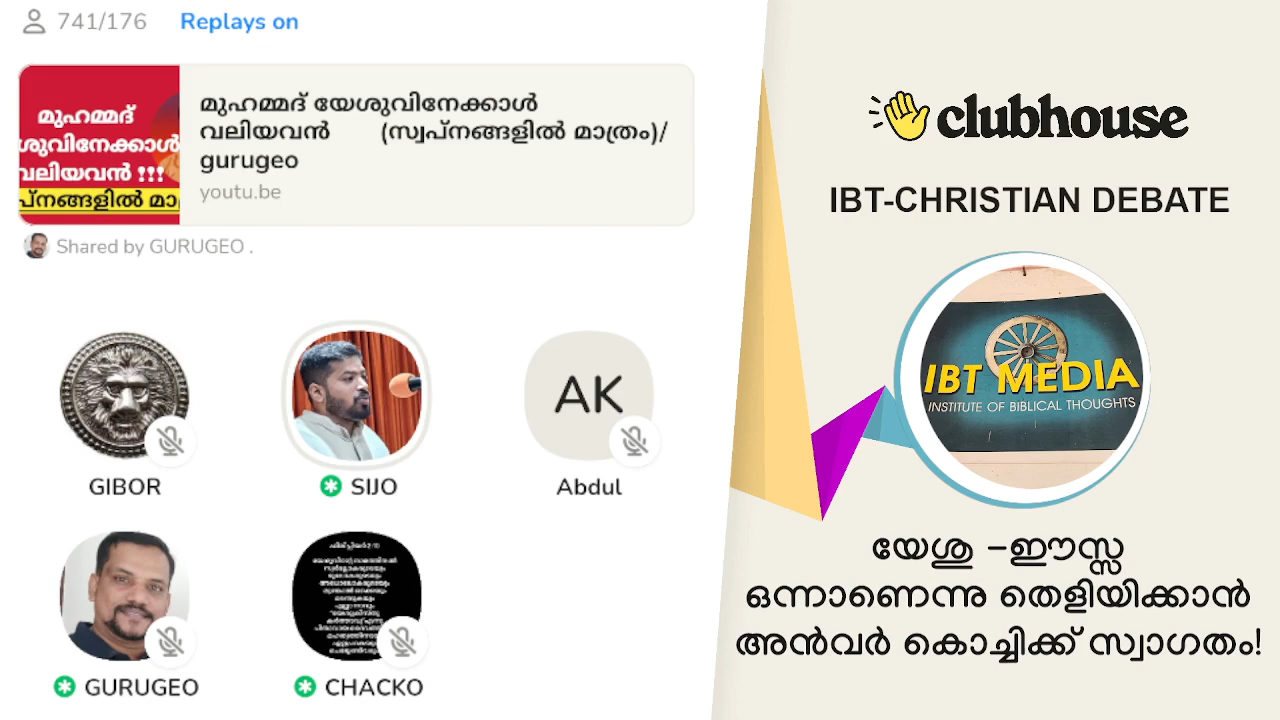 741/176 Replays on
മുഹമ്മദ്
ശുവിനേക്കാൾ
വലിയവൻ !!!
പ്നങ്ങളിൽ മാ
മുഹമ്മദ് യേശുവിനേക്കാൾ
വലിയവൻ (സ്വപ്നങ്ങളിൽ മാത്രം)/
gurugeo
youtu.be
Shared by GURUGEO .
GIBOR
SIJO
AK
Abdul
GURUGEO
CHACKO
clubhouse
IBT-CHRISTIAN DEBATE
IBT MEDIA
INSTITUTE OF BIBLICAL THOUGHTS
യേശു –ഈസ്സ
ഒന്നാണെന്നു തെളിയിക്കാൻ
അൻവർ കൊച്ചിക്ക് സ്വാഗതം!